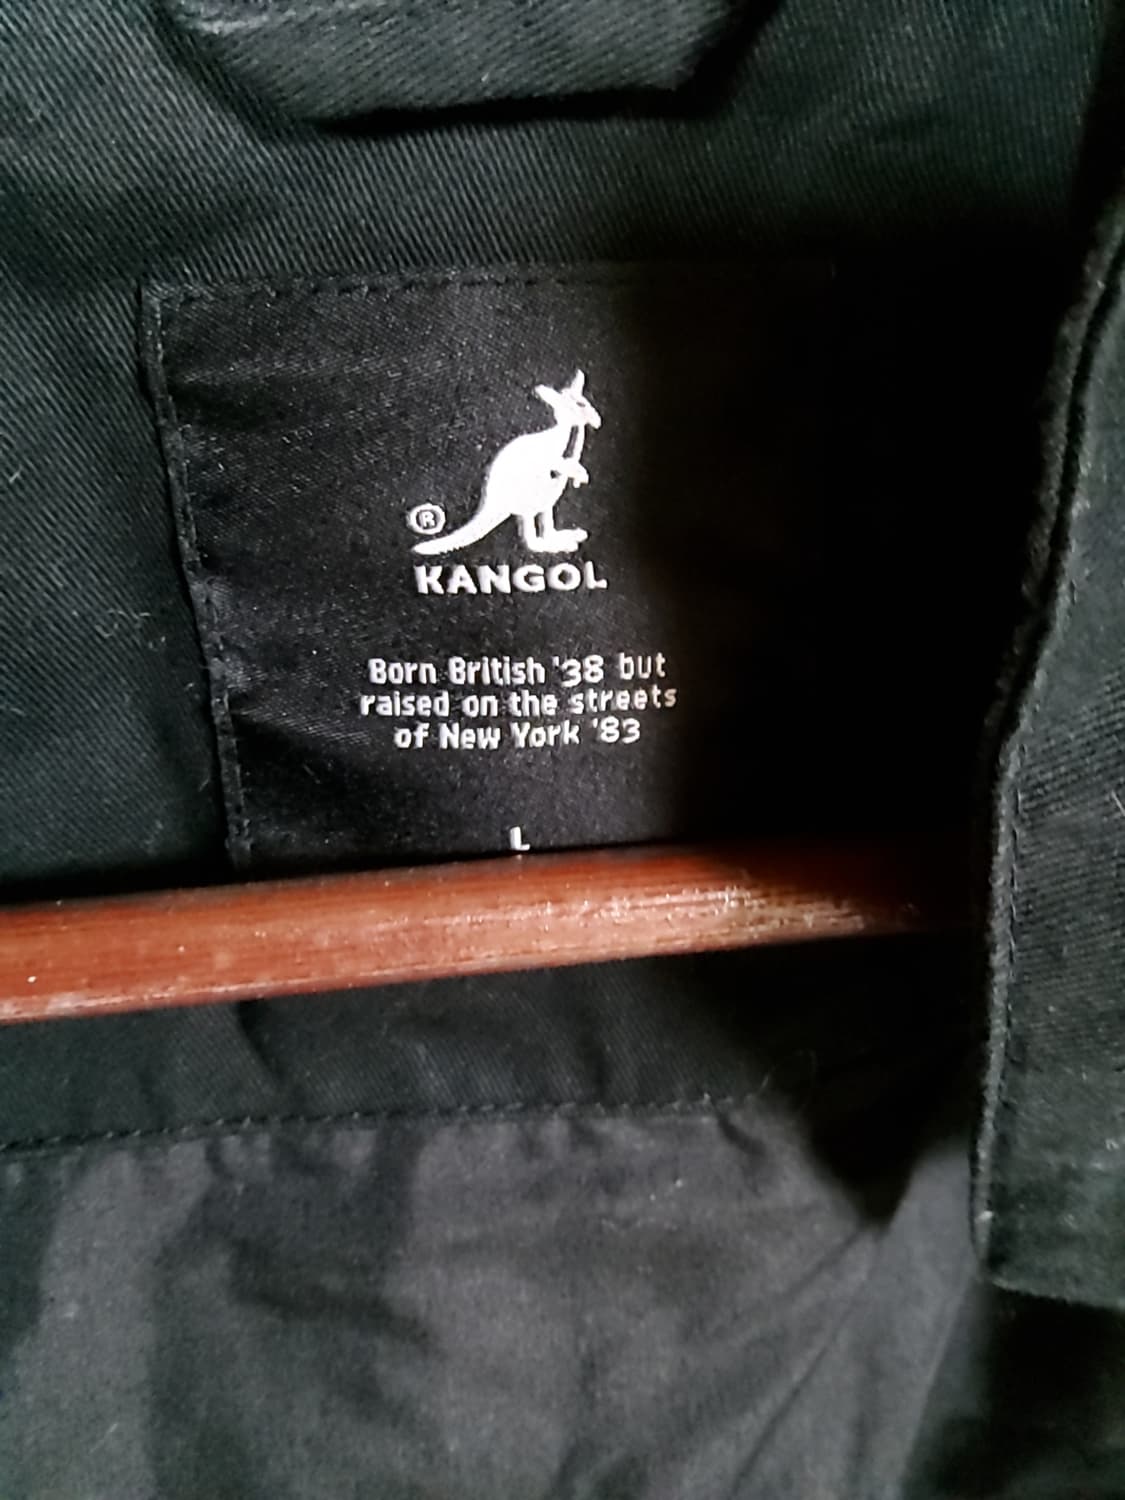 ®
KANGOL
Born British '38 but
raised on the streets
of New York '83
L